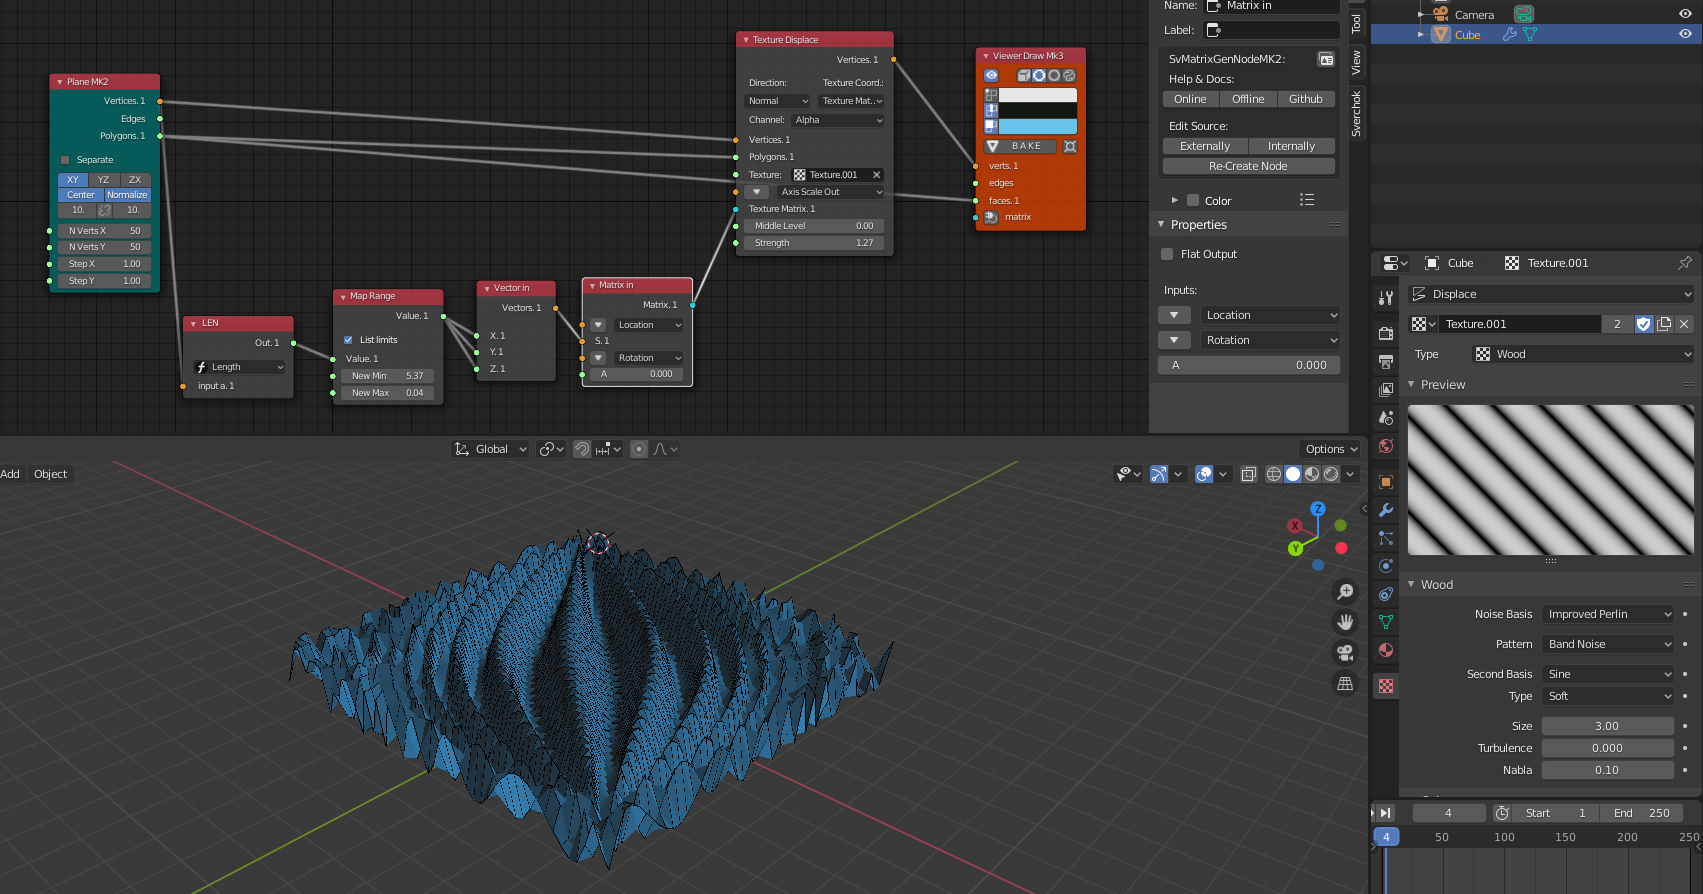 Plane MK2
Vertices. 1
Edges
Polygons. 1
Separate
XY YZ ZX
Center Normalize
10. 10.
N Verts X 50
N Verts Y 50
Step X 1.00
Step Y 1.00
LEN
Out. 1
Length
input a. 1
Map Range
Value. 1
List limits
Value. 1
New Min 5.37
New Max 0.04
Vector in
Vectors. 1
X. 1
Y. 1
Z. 1
Matrix in
Matrix. 1
Location
S. 1
Rotation
A 0.000
Texture Displace
Vertices. 1
Direction: Texture Coord.:
Normal Texture Mat..
Channel: Alpha
Vertices. 1
Polygons. 1
Texture: Texture.001
Axis Scale Out
Texture Matrix. 1
Middle Level 0.00
Strength 1.27
Viewer Draw Mk3
BAKE
verts. 1
edges
faces. 1
matrix
Name: Matrix in
Label:
SvMatrixGenNodeMK2:
Help & Docs:
Online Offline Github
Edit Source:
Externally Internally
Re-Create Node
Color
Properties
Flat Output
Inputs:
Location
Rotation
A 0.000
Tool
View
Sverchok
Camera
Cube
Cube Texture.001
Displace
Texture.001 2
Type Wood
Preview
Wood
Noise Basis Improved Perlin
Pattern Band Noise
Second Basis Sine
Type Soft
Size 3.00
Turbulence 0.000
Nabla 0.10
4 Start 1 End 250
4 50 100 150 200 250
Global
Options
Add Object
X
Y
Z